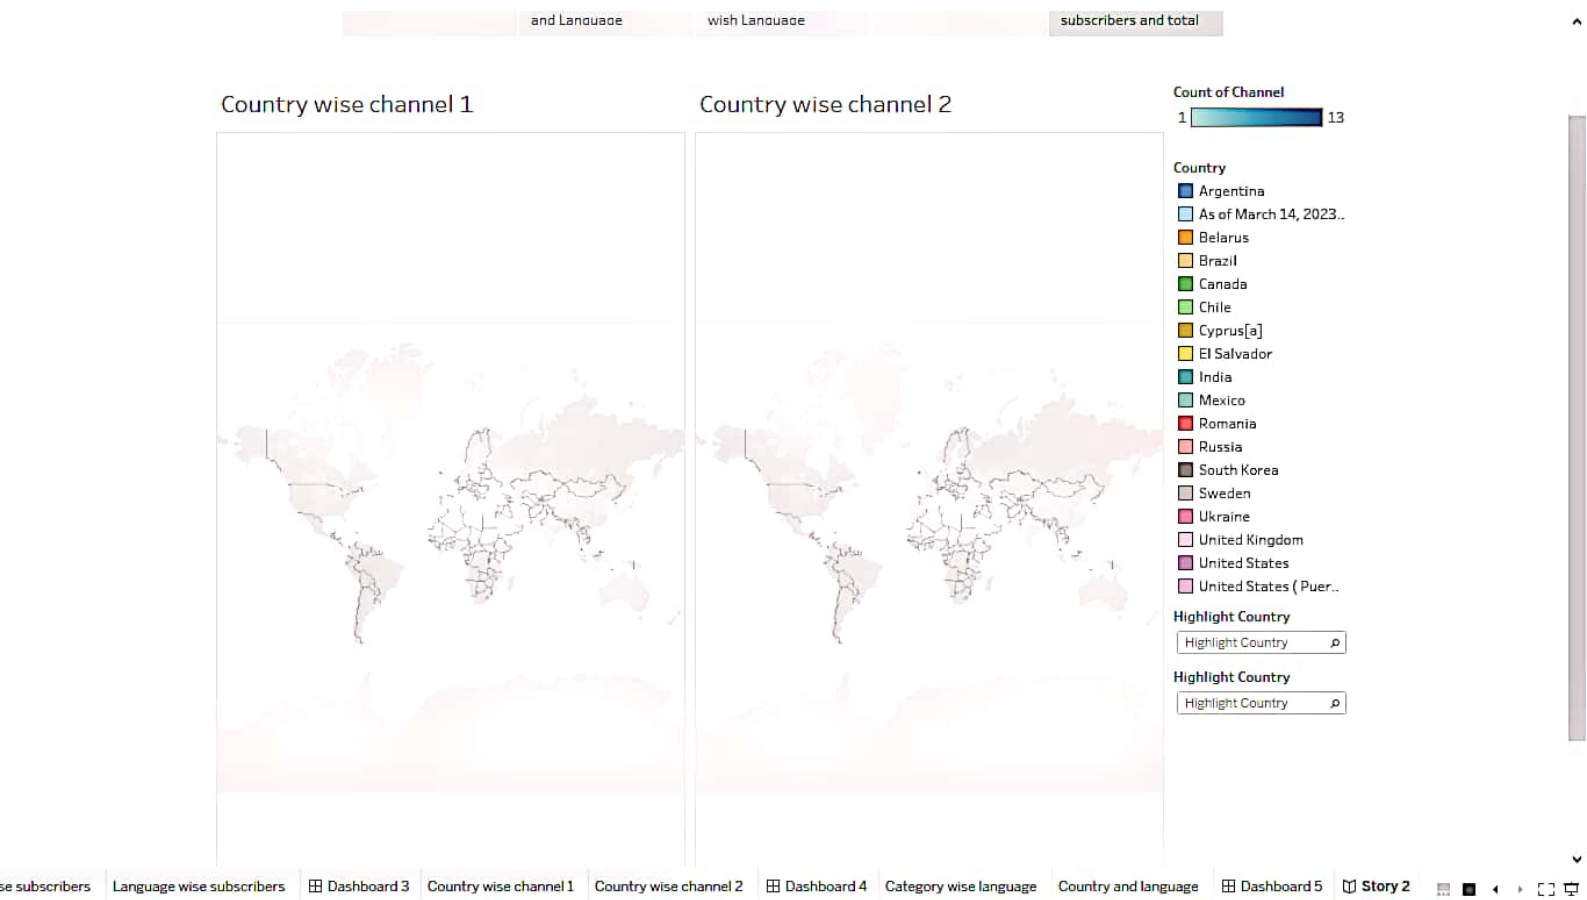 and Language
wish Language
subscribers and total
Country wise channel 1
Country wise channel 2
Count of Channel
1
13
Country
Argentina
As of March 14, 2023..
Belarus
Brazil
Canada
Chile
Cyprus[a]
El Salvador
India
Mexico
Romania
Russia
South Korea
Sweden
Ukraine
United Kingdom
United States
United States ( Puer..
Highlight Country
Highlight Country
Highlight Country
Highlight Country
se subscribers
Language wise subscribers
Dashboard 3
Country wise channel 1
Country wise channel 2
Dashboard 4
Category wise language
Country and language
Dashboard 5
Story 2